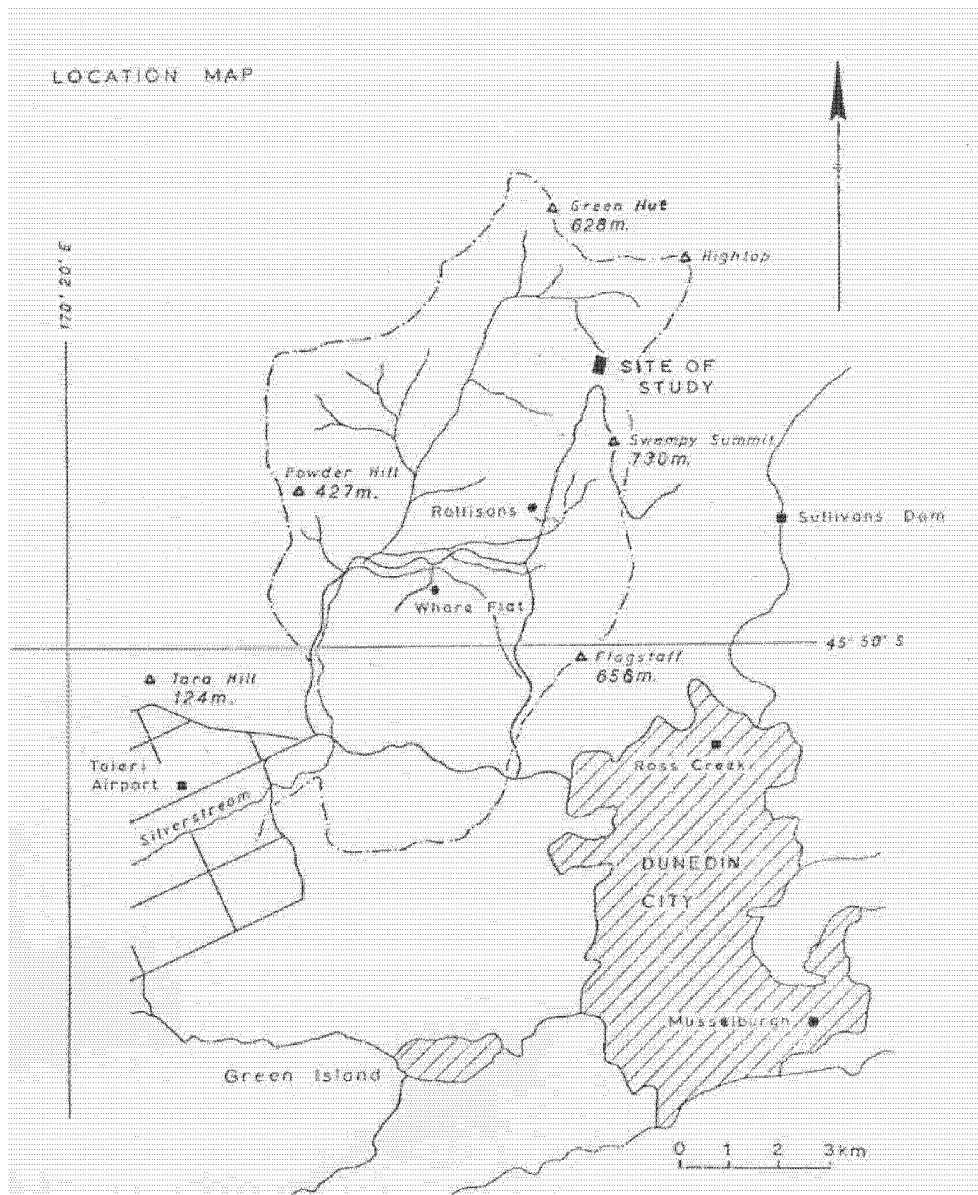 LOCATION MAP
Green Hut
628m.
Hightop
170° 20' E
SITE OF
STUDY
Swampy Summit
730m.
Powder Hill
427m.
Rollisons
Sullivans Dam
Whare Flat
45° 50' S
Flagstaff
656m.
Tara Hill
124m.
Ross Creek
Taieri
Airport
Silverstream
DUNEDIN
CITY
Musselburgh
Green Island
0 1 2 3km